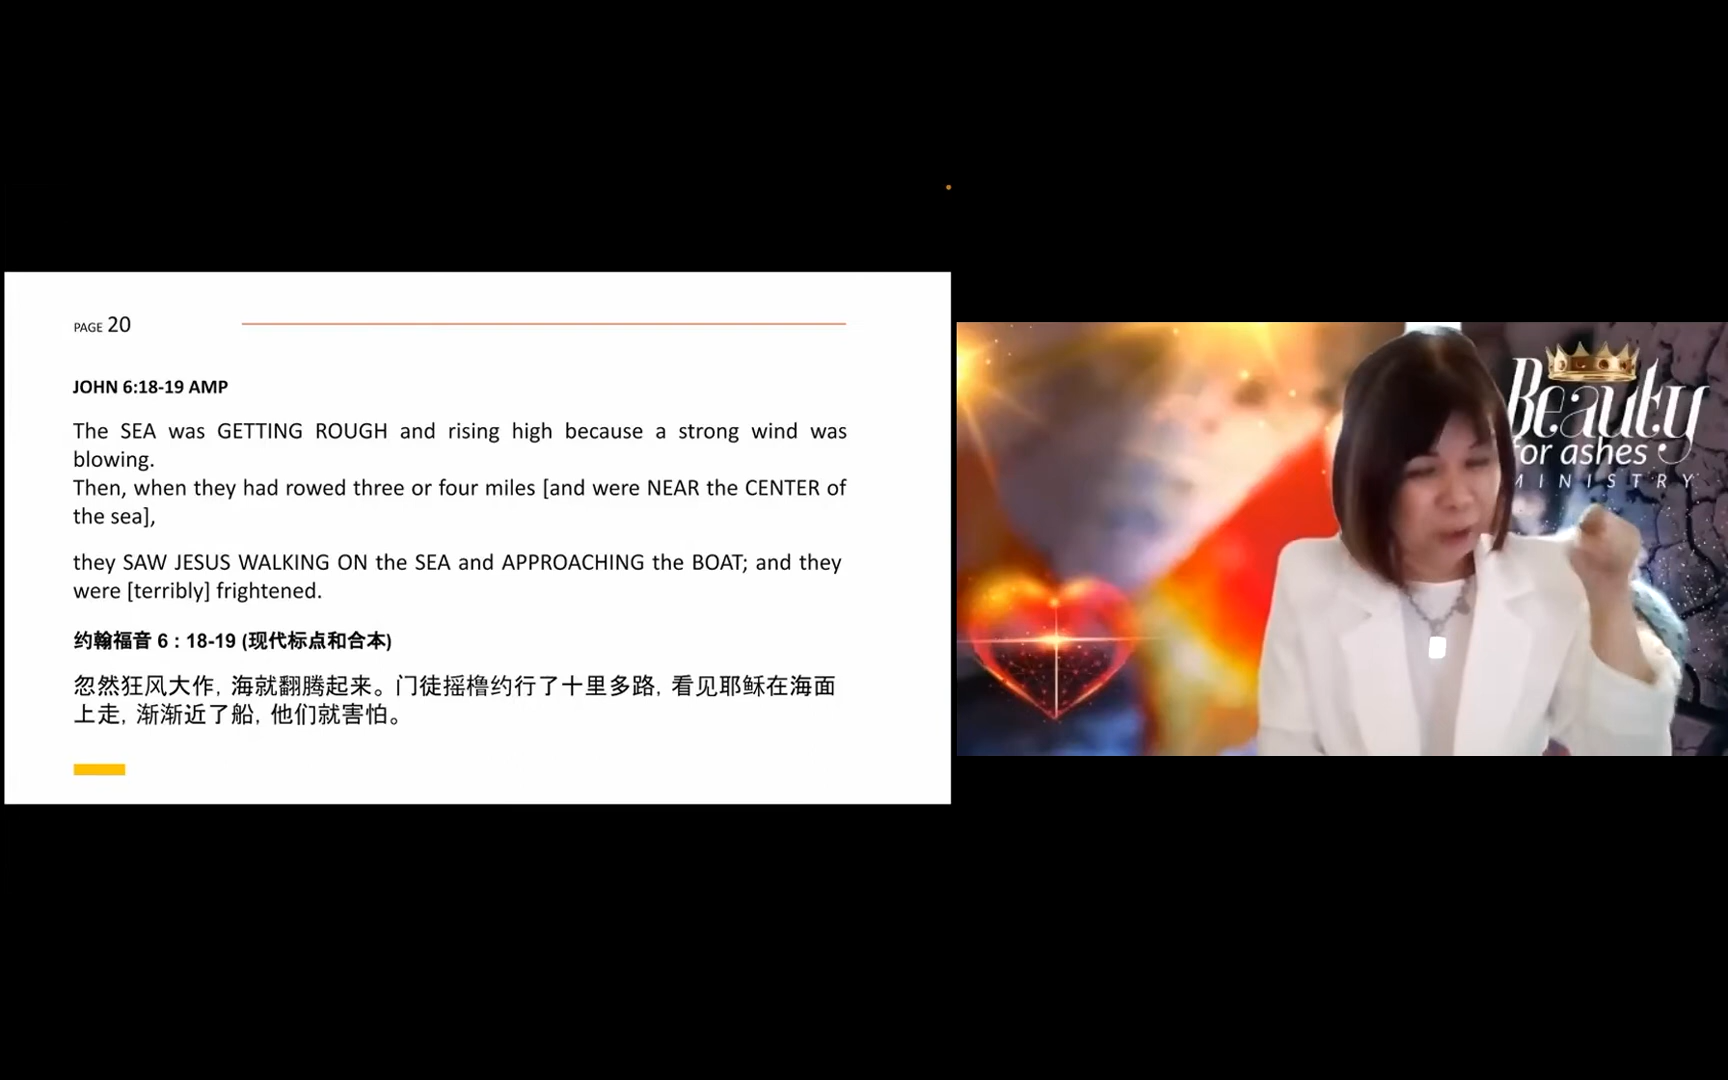 PAGE 20
JOHN 6:18-19 AMP
The SEA was GETTING ROUGH and rising high because a strong wind was
blowing.
Then, when they had rowed three or four miles [and were NEAR the CENTER of
the sea],
they SAW JESUS WALKING ON the SEA and APPROACHING the BOAT; and they
were [terribly] frightened.
约翰福音 6 : 18-19 (现代标点和合本)
忽然狂风大作, 海就翻腾起来。门徒摇橹约行了十里多路, 看见耶稣在海面
上走, 渐渐近了船, 他们就害怕。
Beauty
for ashes
MINISTRY